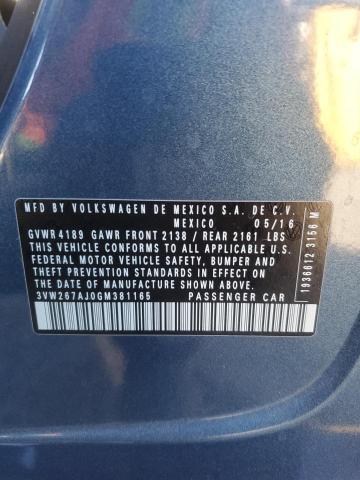 MFD BY VOLKSWAGEN DE MEXICO S.A. DE C.V.
MEXICO 05/16
GVWR 4189 GAWR FRONT 2138 / REAR 2161 LBS
THIS VEHICLE CONFORMS TO ALL APPLICABLE U.S.
FEDERAL MOTOR VEHICLE SAFETY, BUMPER AND
THEFT PREVENTION STANDARDS IN EFFECT ON
THE DATE OF MANUFACTURE SHOWN ABOVE.
3VW267AJ0GM381165 PASSENGER CAR
1936612 3156 M